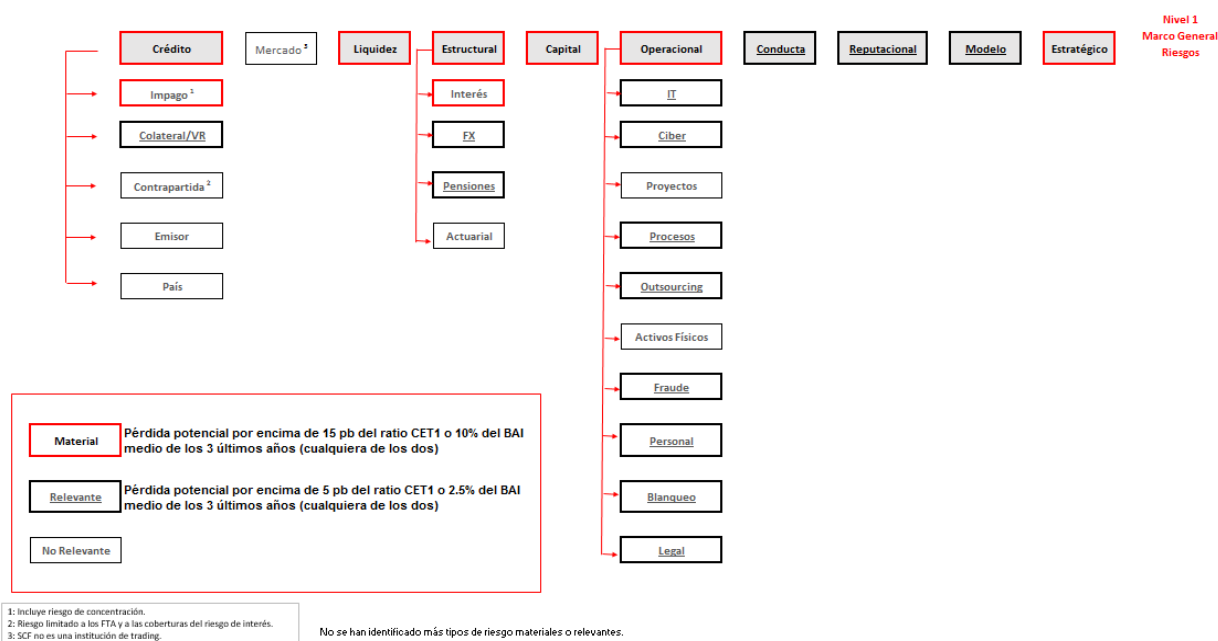 Nivel 1
Marco General
Riesgos
Crédito
Mercado ³
Liquidez
Estructural
Capital
Operacional
Conducta
Reputacional
Modelo
Estratégico
Impago ¹
Colateral/VR
Contrapartida ²
Emisor
País
Interés
FX
Pensiones
Actuarial
IT
Ciber
Proyectos
Procesos
Outsourcing
Activos Físicos
Fraude
Personal
Blanqueo
Legal
Material
Pérdida potencial por encima de 15 pb del ratio CET1 o 10% del BAI
medio de los 3 últimos años (cualquiera de los dos)
Relevante
Pérdida potencial por encima de 5 pb del ratio CET1 o 2.5% del BAI
medio de los 3 últimos años (cualquiera de los dos)
No Relevante
1: Incluye riesgo de concentración.
2: Riesgo limitado a los FTA y a las coberturas del riesgo de interés.
3: SCF no es una institución de trading.
No se han identificado más tipos de riesgo materiales o relevantes.